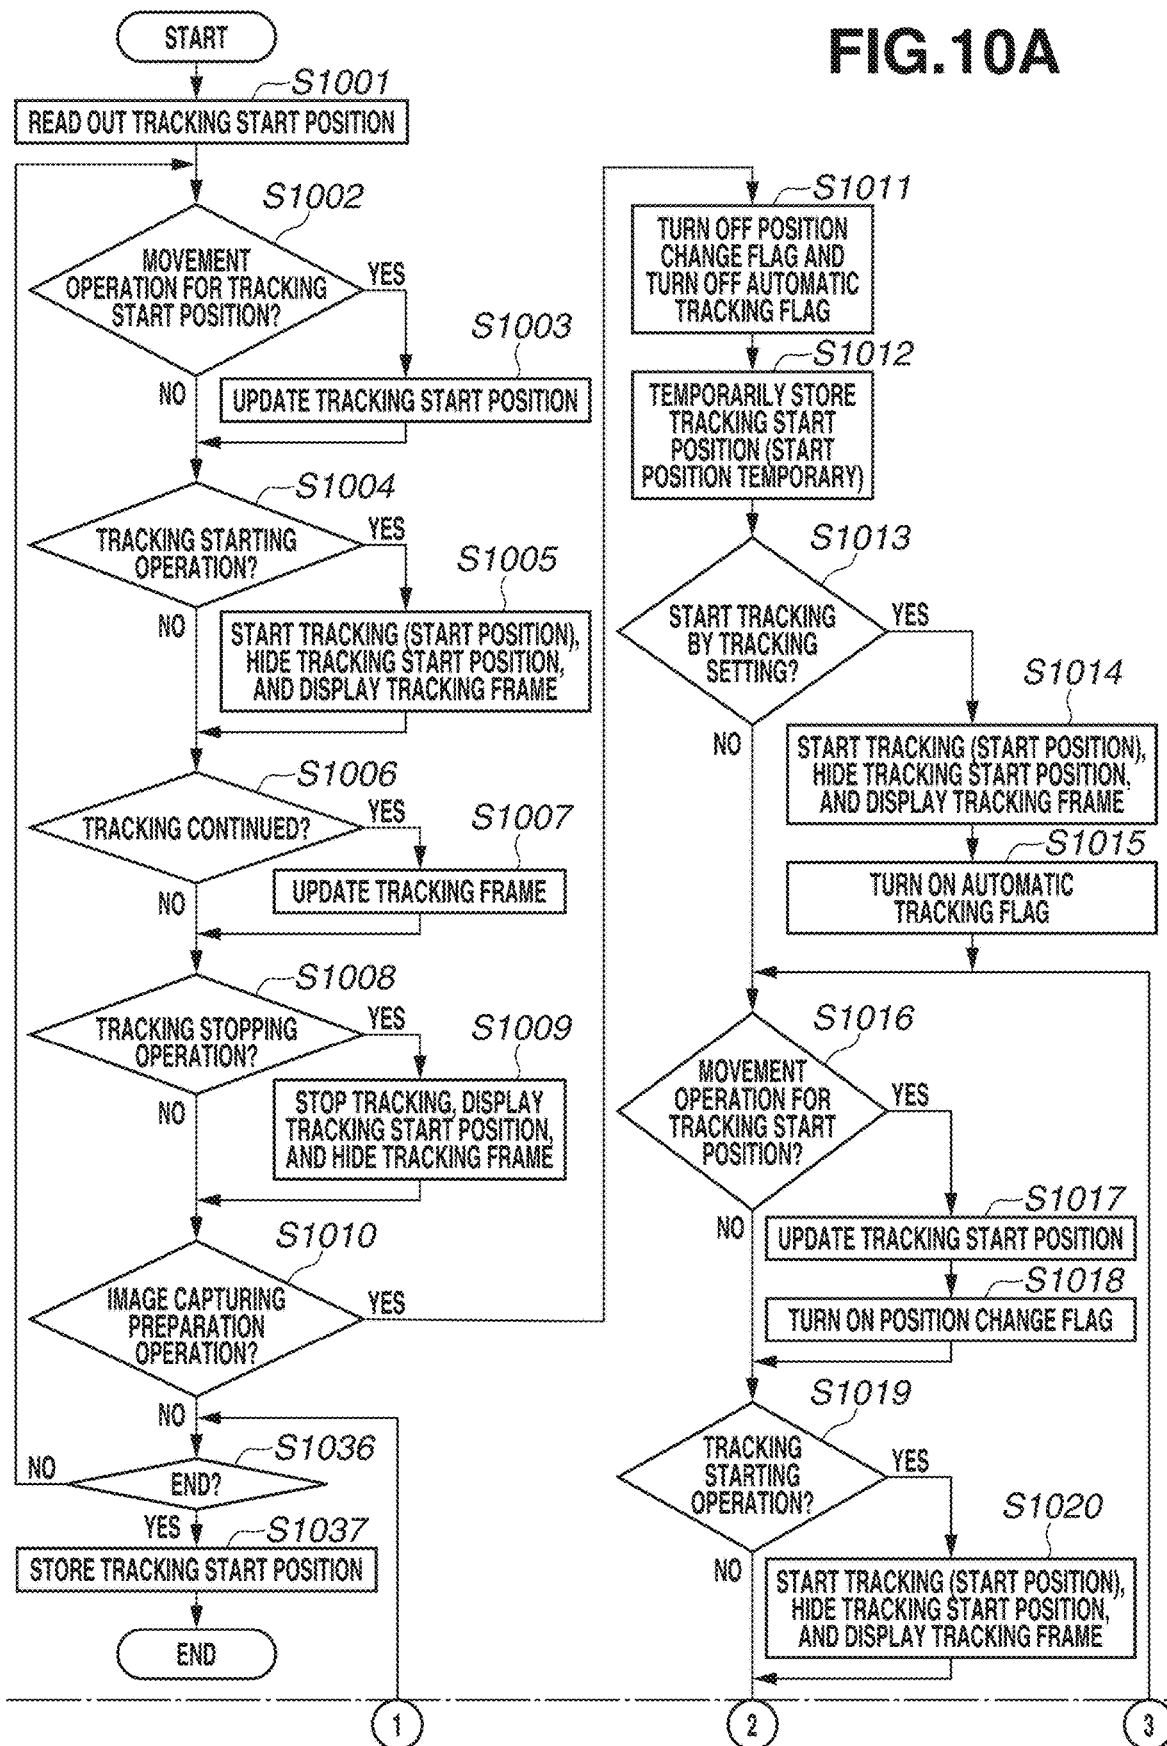 FIG.10A
START
S1001
READ OUT TRACKING START POSITION
S1002
MOVEMENT
OPERATION FOR TRACKING
START POSITION?
YES
NO
S1003
UPDATE TRACKING START POSITION
S1004
TRACKING STARTING
OPERATION?
YES
NO
S1005
START TRACKING (START POSITION),
HIDE TRACKING START POSITION,
AND DISPLAY TRACKING FRAME
S1006
TRACKING CONTINUED?
YES
NO
S1007
UPDATE TRACKING FRAME
S1008
TRACKING STOPPING
OPERATION?
YES
NO
S1009
STOP TRACKING, DISPLAY
TRACKING START POSITION,
AND HIDE TRACKING FRAME
S1010
IMAGE CAPTURING
PREPARATION
OPERATION?
YES
NO
S1036
END?
NO
YES
S1037
STORE TRACKING START POSITION
END
S1011
TURN OFF POSITION
CHANGE FLAG AND
TURN OFF AUTOMATIC
TRACKING FLAG
S1012
TEMPORARILY STORE
TRACKING START
POSITION (START
POSITION TEMPORARY)
S1013
START TRACKING
BY TRACKING
SETTING?
YES
NO
S1014
START TRACKING (START POSITION),
HIDE TRACKING START POSITION,
AND DISPLAY TRACKING FRAME
S1015
TURN ON AUTOMATIC
TRACKING FLAG
S1016
MOVEMENT
OPERATION FOR
TRACKING START
POSITION?
YES
NO
S1017
UPDATE TRACKING START POSITION
S1018
TURN ON POSITION CHANGE FLAG
S1019
TRACKING
STARTING
OPERATION?
YES
NO
S1020
START TRACKING (START POSITION),
HIDE TRACKING START POSITION,
AND DISPLAY TRACKING FRAME
1
2
3